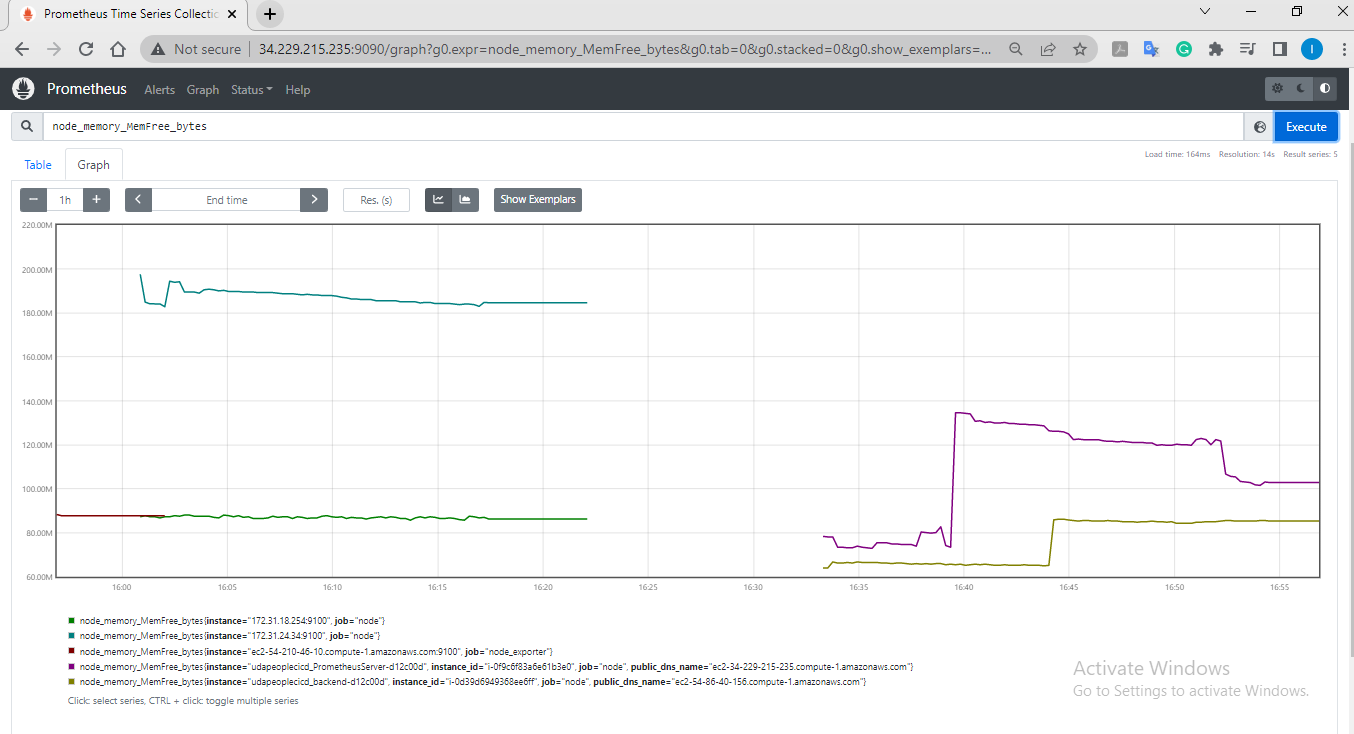 Prometheus Time Series Collectic
Not secure 34.229.215.235:9090/graph?g0.expr=node_memory_MemFree_bytes&g0.tab=0&g0.stacked=0&g0.show_exemplars=...
I
Prometheus Alerts Graph Status Help
node_memory_MemFree_bytes Execute
Load time: 164ms Resolution: 14s Result series: 5
Table Graph
− 1h + < End time > Res. (s) Show Exemplars
220.00M
200.00M
180.00M
160.00M
140.00M
120.00M
100.00M
80.00M
60.00M
16:00 16:05 16:10 16:15 16:20 16:25 16:30 16:35 16:40 16:45 16:50 16:55
node_memory_MemFree_bytes{instance="172.31.18.254:9100", job="node"}
node_memory_MemFree_bytes{instance="172.31.24.34:9100", job="node"}
node_memory_MemFree_bytes{instance="ec2-54-210-46-10.compute-1.amazonaws.com:9100", job="node_exporter"}
node_memory_MemFree_bytes{instance="udapeoplecicd_PrometheusServer-d12c00d", instance_id="i-0f9c6f83a6e61b3e0", job="node", public_dns_name="ec2-34-229-215-235.compute-1.amazonaws.com"}
node_memory_MemFree_bytes{instance="udapeoplecicd_backend-d12c00d", instance_id="i-0d39d6949368ee6ff", job="node", public_dns_name="ec2-54-86-40-156.compute-1.amazonaws.com"}
Click: select series, CTRL + click: toggle multiple series
Activate Windows
Go to Settings to activate Windows.